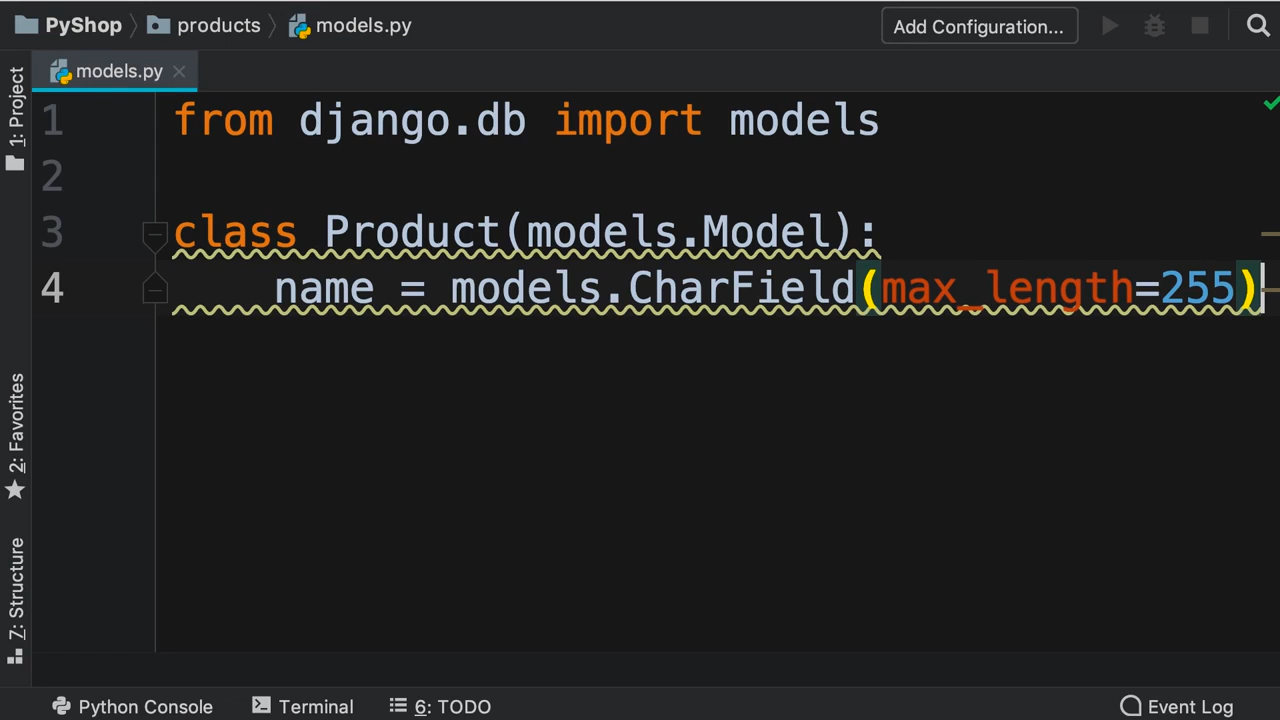 PyShop products models.py Add Configuration...
models.py
1: Project
2: Favorites
7: Structure
1 from django.db import models
2
3 class Product(models.Model):
4     name = models.CharField(max_length=255)
Python Console Terminal 6: TODO Event Log